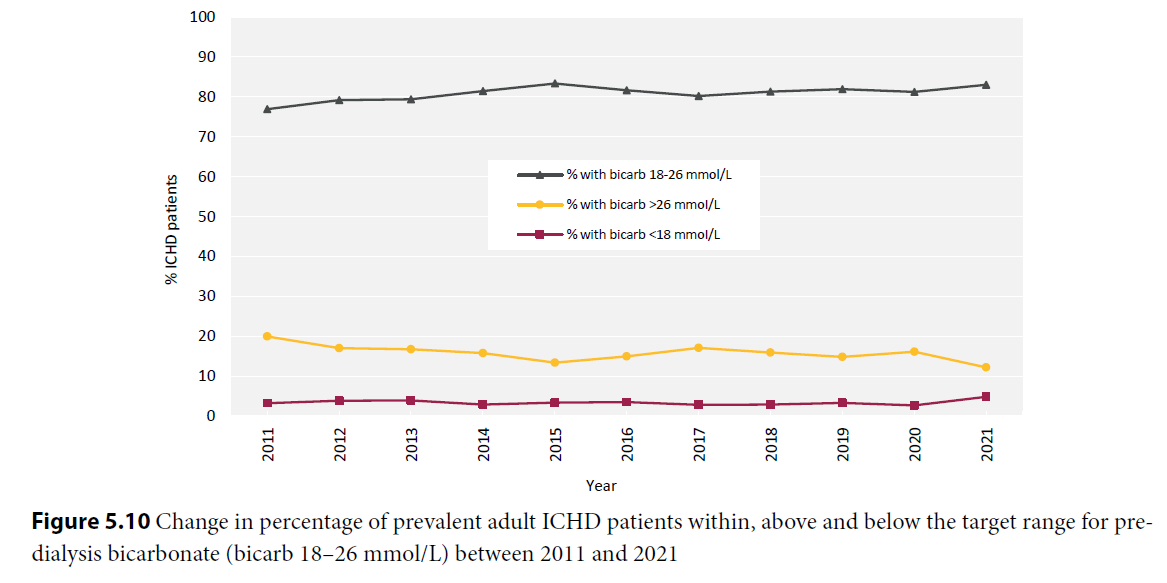 100
90
80
70
60
50
40
30
20
10
0
% ICHD patients
% with bicarb 18-26 mmol/L
% with bicarb >26 mmol/L
% with bicarb <18 mmol/L
2011 2012 2013 2014 2015 2016 2017 2018 2019 2020 2021
Year
Figure 5.10 Change in percentage of prevalent adult ICHD patients within, above and below the target range for pre-
dialysis bicarbonate (bicarb 18–26 mmol/L) between 2011 and 2021